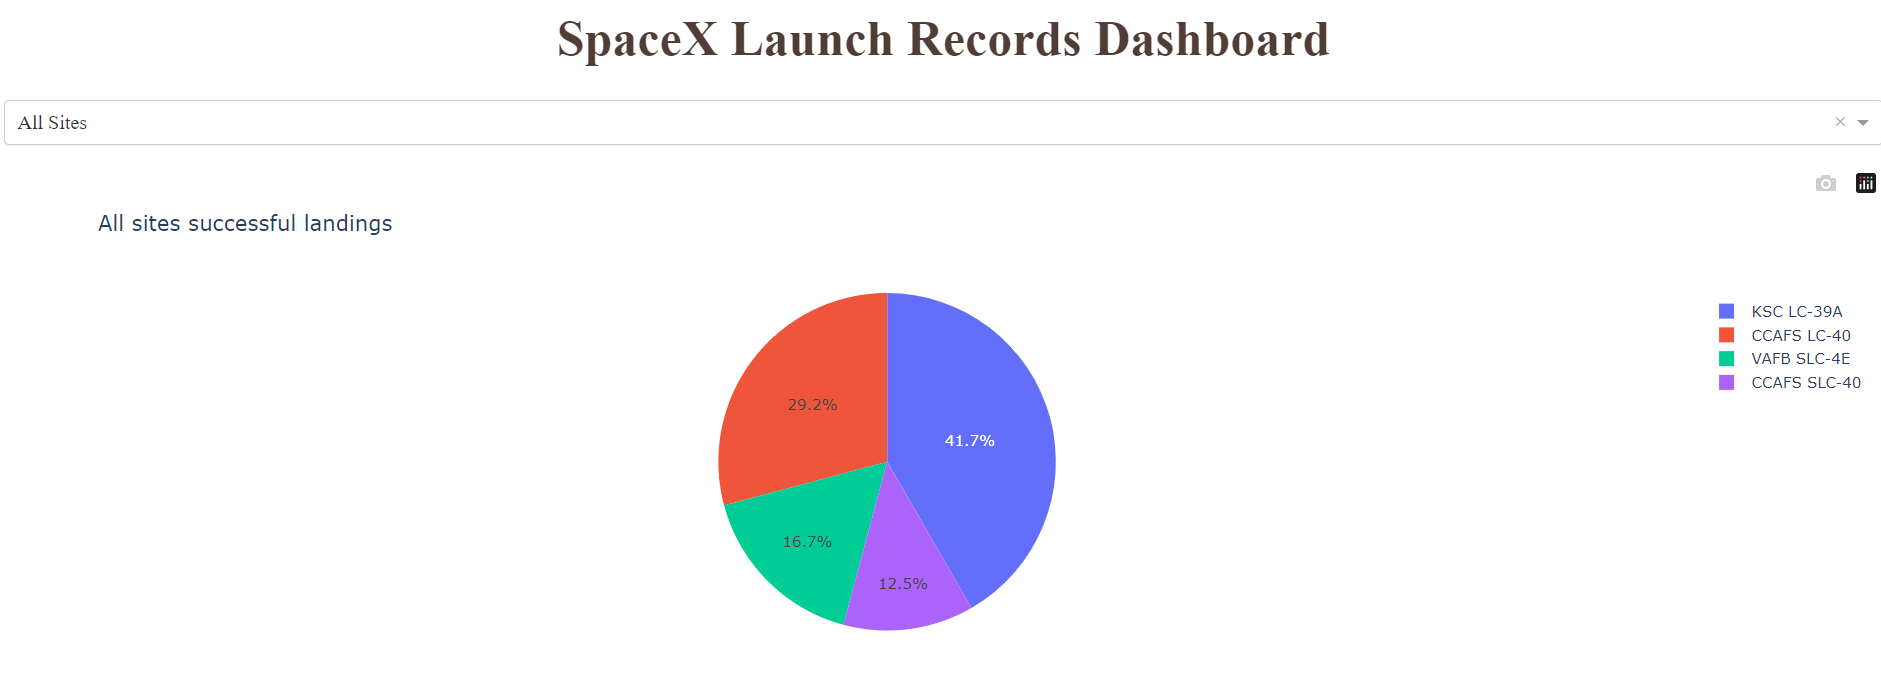 SpaceX Launch Records Dashboard
All Sites
All sites successful landings
KSC LC-39A
CCAFS LC-40
VAFB SLC-4E
CCAFS SLC-40
29.2%
41.7%
16.7%
12.5%